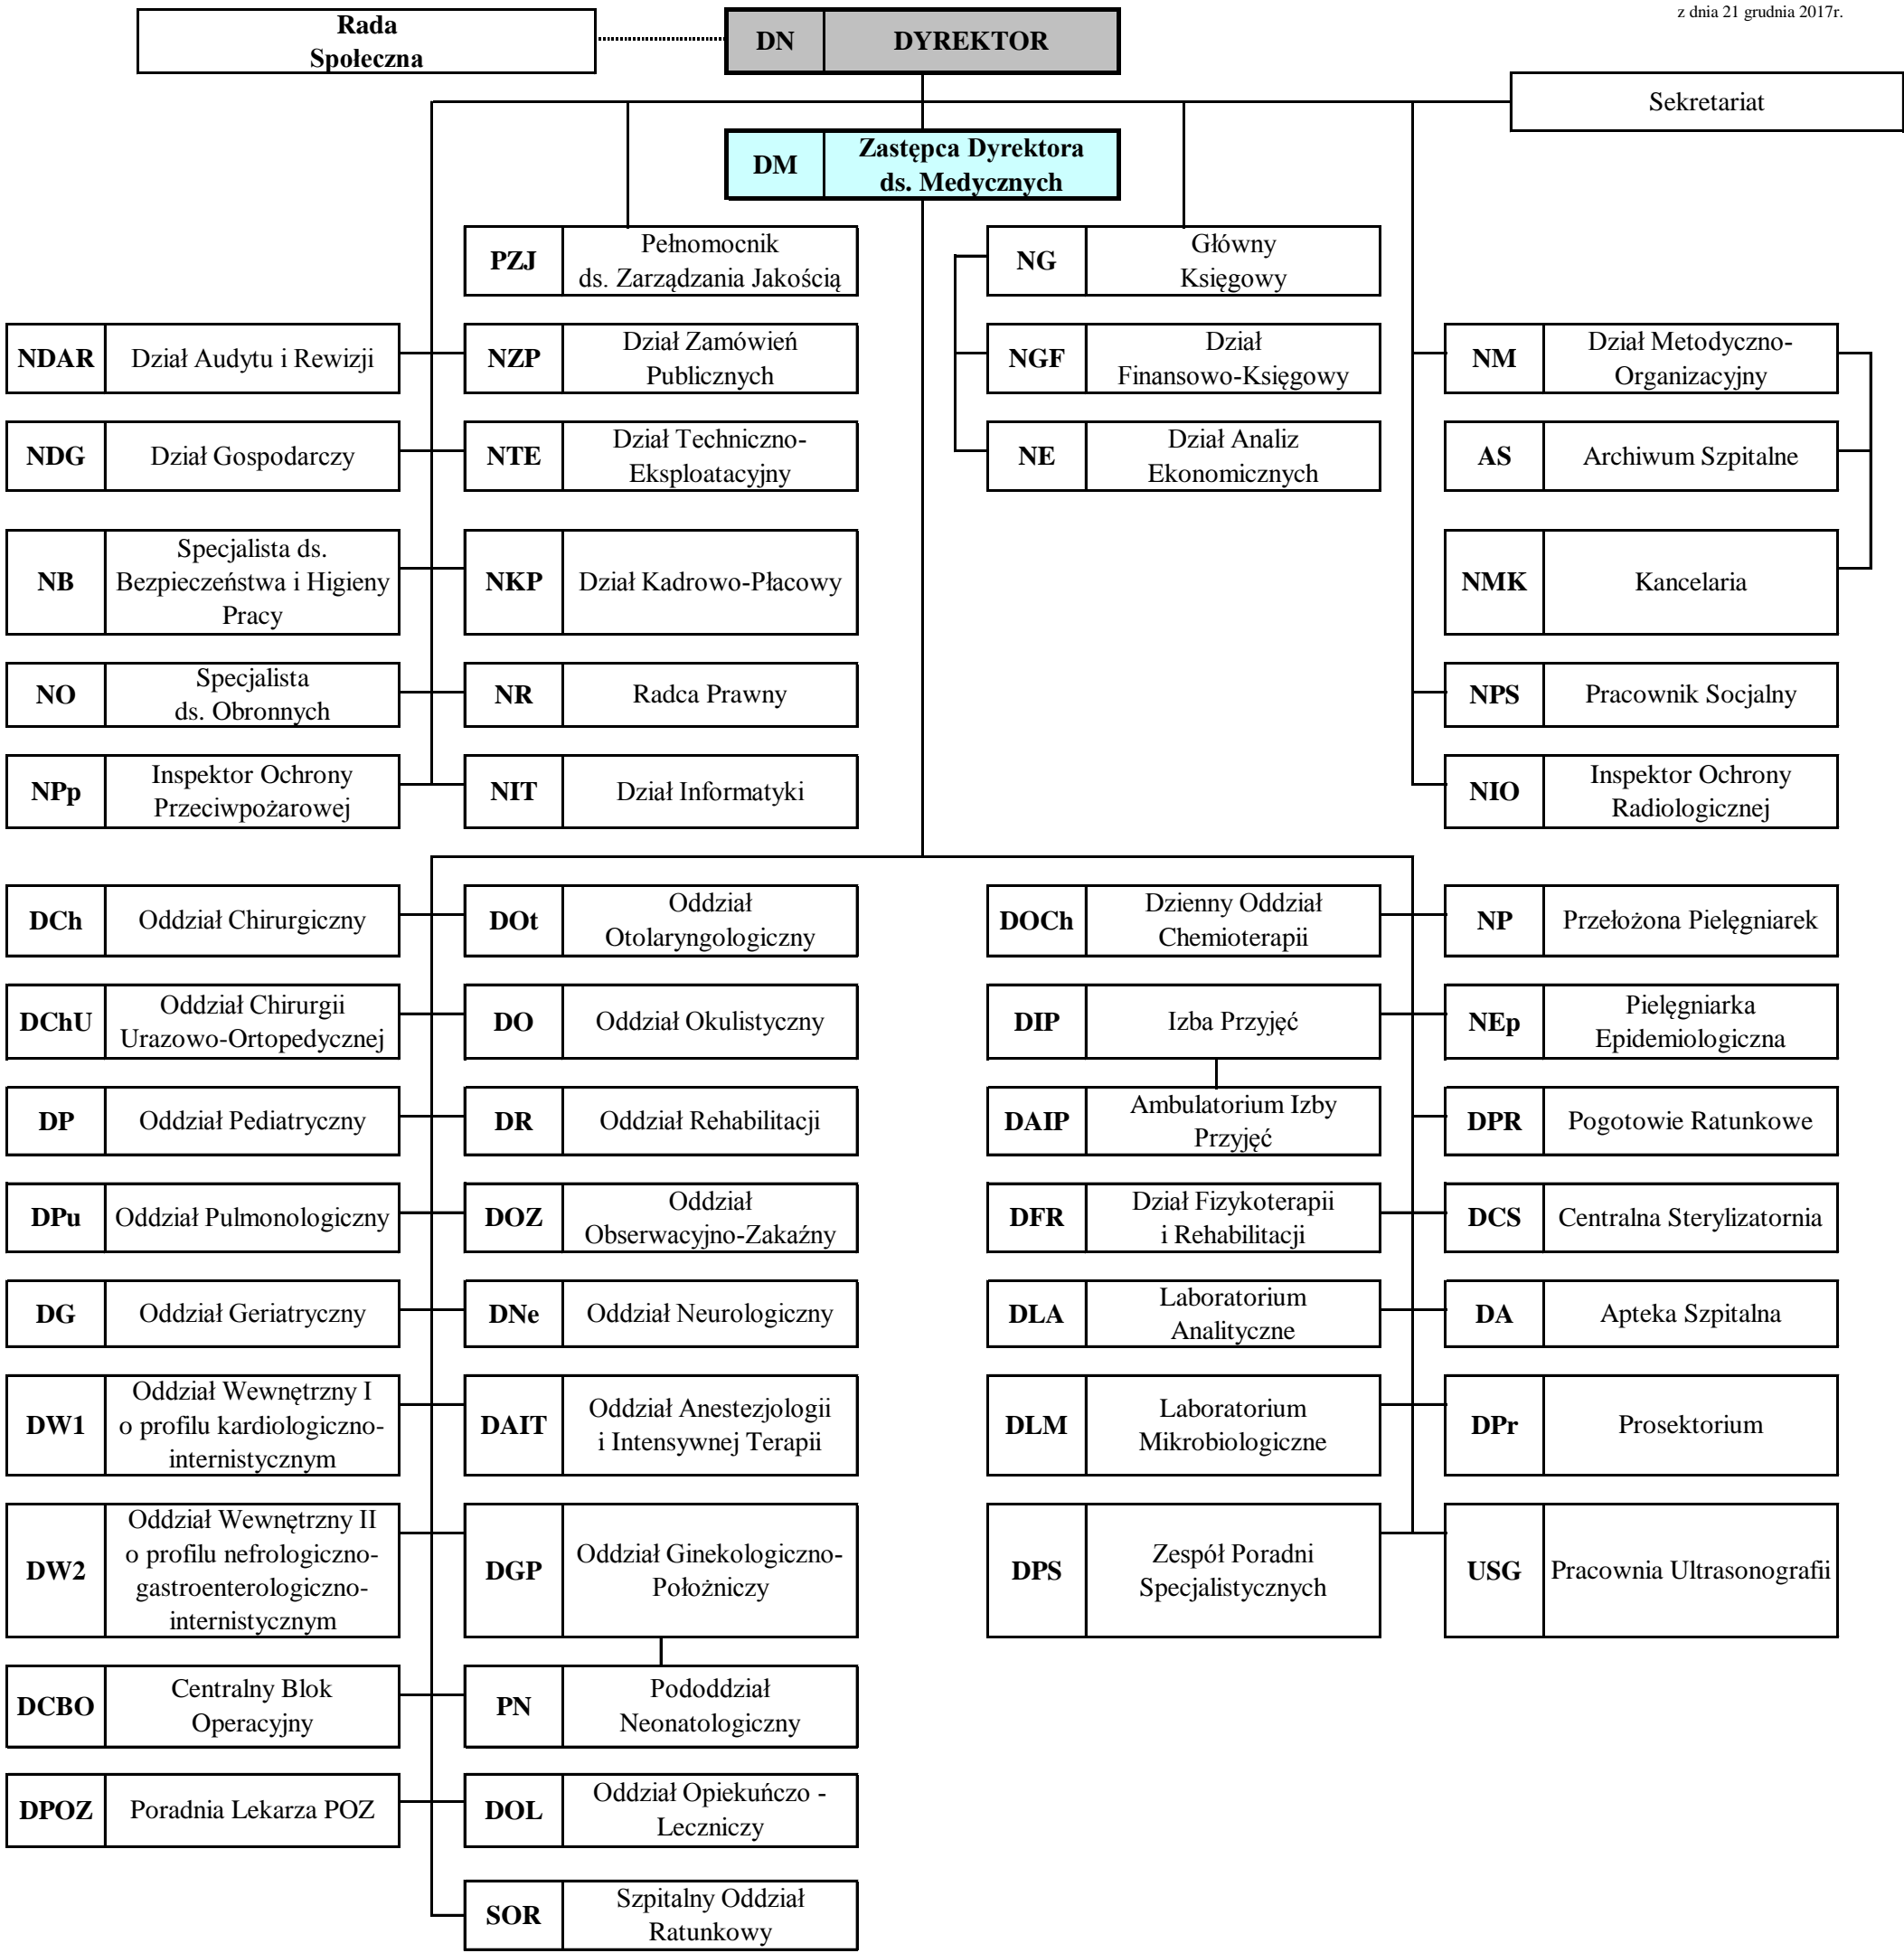 z dnia 21 grudnia 2017r.
Rada
Społeczna
DN
DYREKTOR
Sekretariat
DM
Zastępca Dyrektora
ds. Medycznych
PZJ
Pełnomocnik
ds. Zarządzania Jakością
NG
Główny
Księgowy
NDAR
Dział Audytu i Rewizji
NZP
Dział Zamówień
Publicznych
NGF
Dział
Finansowo-Księgowy
NM
Dział Metodyczno-
Organizacyjny
NDG
Dział Gospodarczy
NTE
Dział Techniczno-
Eksploatacyjny
NE
Dział Analiz
Ekonomicznych
AS
Archiwum Szpitalne
NB
Specjalista ds.
Bezpieczeństwa i Higieny
Pracy
NKP
Dział Kadrowo-Płacowy
NMK
Kancelaria
NO
Specjalista
ds. Obronnych
NR
Radca Prawny
NPS
Pracownik Socjalny
NPp
Inspektor Ochrony
Przeciwpożarowej
NIT
Dział Informatyki
NIO
Inspektor Ochrony
Radiologicznej
DCh
Oddział Chirurgiczny
DOt
Oddział
Otolaryngologiczny
DOCh
Dzienny Oddział
Chemioterapii
NP
Przełożona Pielęgniarek
DChU
Oddział Chirurgii
Urazowo-Ortopedycznej
DO
Oddział Okulistyczny
DIP
Izba Przyjęć
NEp
Pielęgniarka
Epidemiologiczna
DP
Oddział Pediatryczny
DR
Oddział Rehabilitacji
DAIP
Ambulatorium Izby
Przyjęć
DPR
Pogotowie Ratunkowe
DPu
Oddział Pulmonologiczny
DOZ
Oddział
Obserwacyjno-Zakaźny
DFR
Dział Fizykoterapii
i Rehabilitacji
DCS
Centralna Sterylizatornia
DG
Oddział Geriatryczny
DNe
Oddział Neurologiczny
DLA
Laboratorium
Analityczne
DA
Apteka Szpitalna
DW1
Oddział Wewnętrzny I
o profilu kardiologiczno-
internistycznym
DAIT
Oddział Anestezjologii
i Intensywnej Terapii
DLM
Laboratorium
Mikrobiologiczne
DPr
Prosektorium
DW2
Oddział Wewnętrzny II
o profilu nefrologiczno-
gastroenterologiczno-
internistycznym
DGP
Oddział Ginekologiczno-
Położniczy
DPS
Zespół Poradni
Specjalistycznych
USG
Pracownia Ultrasonografii
DCBO
Centralny Blok
Operacyjny
PN
Pododdział
Neonatologiczny
DPOZ
Poradnia Lekarza POZ
DOL
Oddział Opiekuńczo -
Leczniczy
SOR
Szpitalny Oddział
Ratunkowy